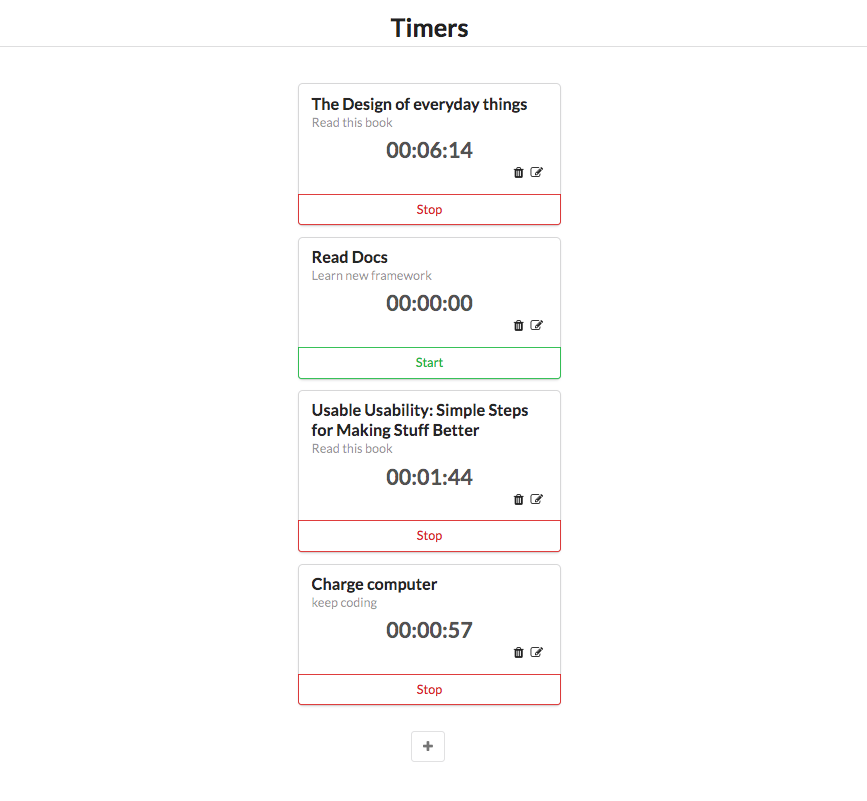 Timers
The Design of everyday things
Read this book
00:06:14
Stop
Read Docs
Learn new framework
00:00:00
Start
Usable Usability: Simple Steps
for Making Stuff Better
Read this book
00:01:44
Stop
Charge computer
keep coding
00:00:57
Stop